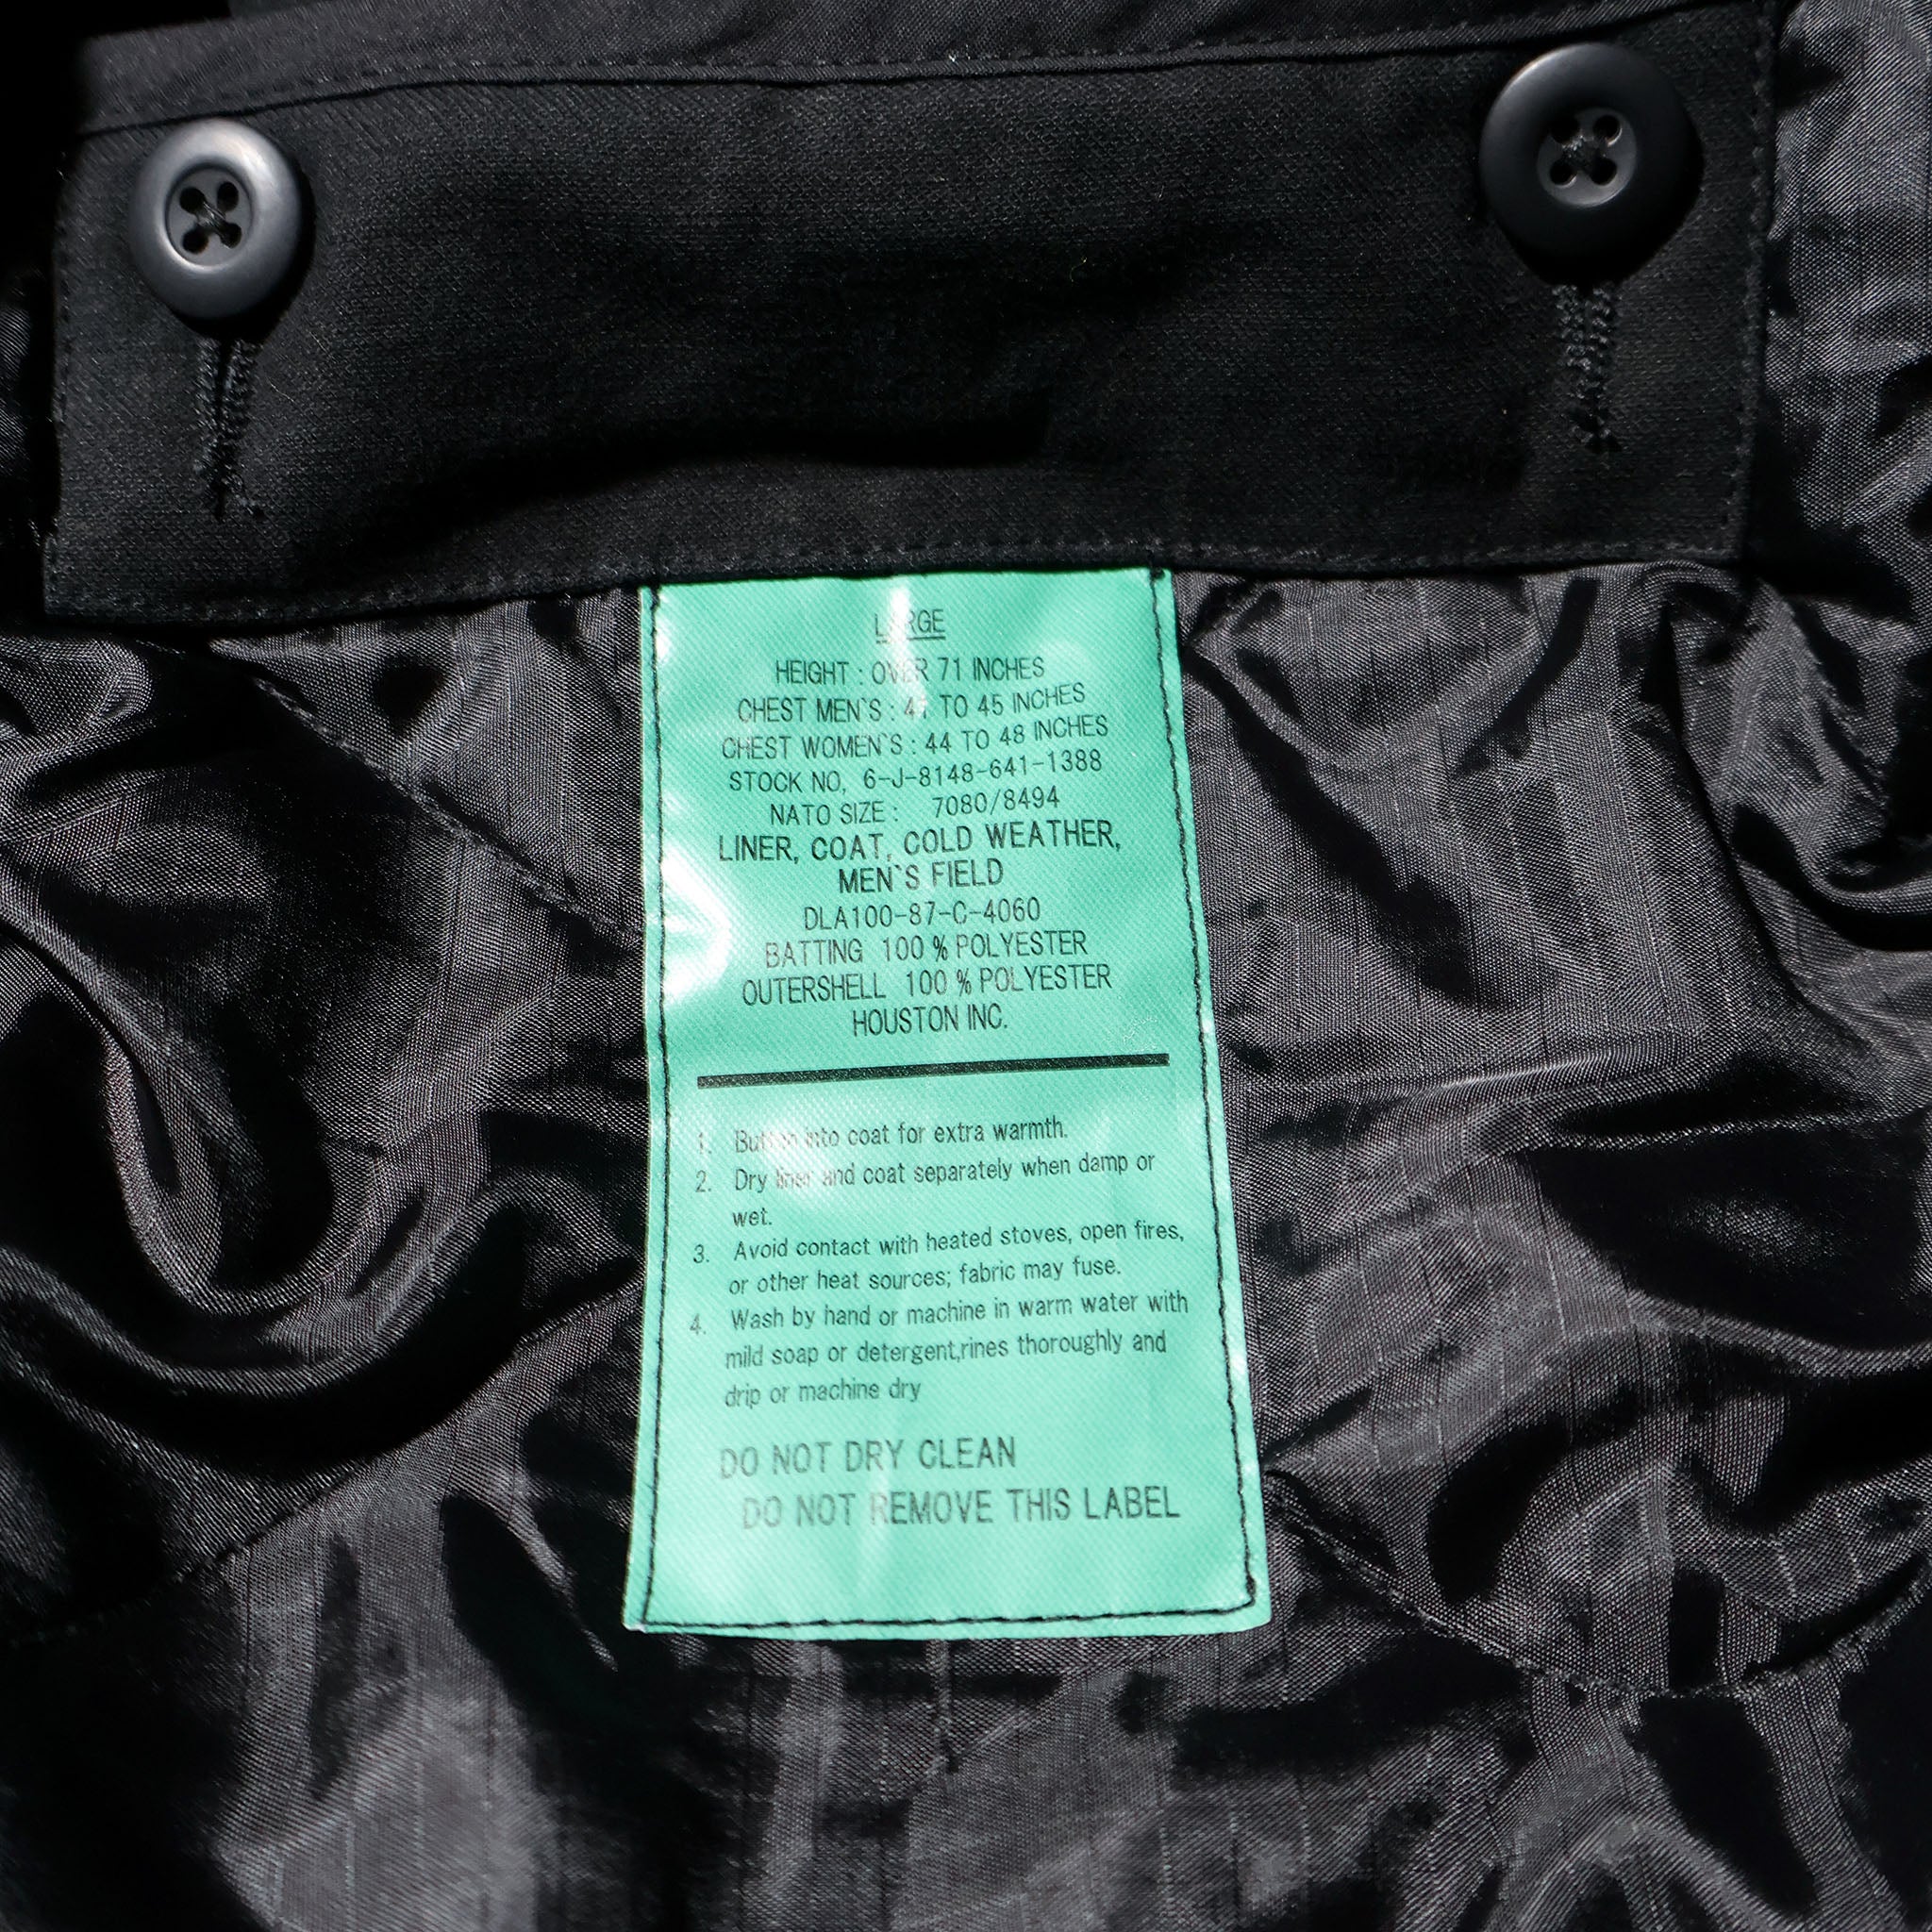 LARGE
HEIGHT : OVER 71 INCHES
CHEST MEN`S : TO 45 INCHES
CHEST WOMEN`S : 44 TO 48 INCHES
STOCK NO, 6-J-8148-641-1388
NATO SIZE : 7080/8494
LINER, COAT, COLD WEATHER,
MEN`S FIELD
DLA100-87-C-4060
BATTING 100 % POLYESTER
OUTERSHELL 100 % POLYESTER
HOUSTON INC.
1. Button into coat for extra warmth.
2. Dry liner and coat separately when damp or
wet.
3. Avoid contact with heated stoves, open fires,
or other heat sources; fabric may fuse.
4. Wash by hand or machine in warm water with
mild soap or detergent,rines thoroughly and
drip or machine dry
DO NOT DRY CLEAN
DO NOT REMOVE THIS LABEL